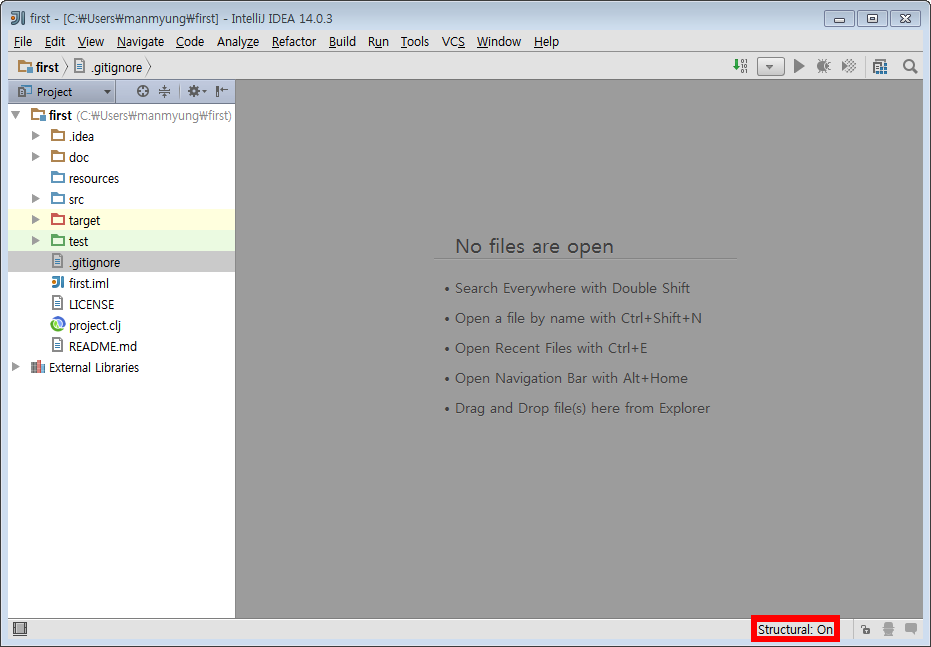 first - [C:₩Users₩manmyung₩first] - IntelliJ IDEA 14.0.3
File Edit View Navigate Code Analyze Refactor Build Run Tools VCS Window Help
first .gitignore
Project
first (C:₩Users₩manmyung₩first)
.idea
doc
resources
src
target
test
.gitignore
first.iml
LICENSE
project.clj
README.md
External Libraries
No files are open
• Search Everywhere with Double Shift
• Open a file by name with Ctrl+Shift+N
• Open Recent Files with Ctrl+E
• Open Navigation Bar with Alt+Home
• Drag and Drop file(s) here from Explorer
Structural: On